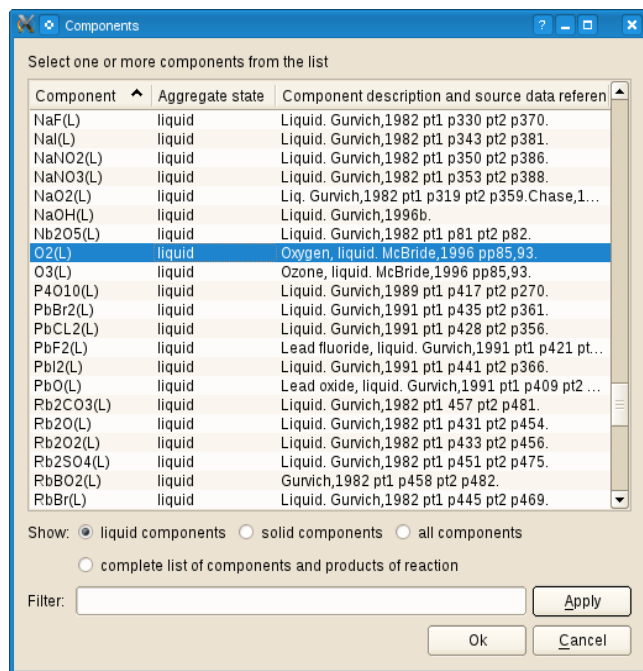 Components
Select one or more components from the list
Component Aggregate state Component description and source data referen
NaF(L) liquid Liquid. Gurvich,1982 pt1 p330 pt2 p370.
NaI(L) liquid Liquid. Gurvich,1982 pt1 p343 pt2 p381.
NaNO2(L) liquid Liquid. Gurvich,1982 pt1 p350 pt2 p386.
NaNO3(L) liquid Liquid. Gurvich,1982 pt1 p353 pt2 p388.
NaO2(L) liquid Liq. Gurvich,1982 pt1 p319 pt2 p359.Chase,1...
NaOH(L) liquid Liquid. Gurvich,1996b.
Nb2O5(L) liquid Liquid. Gurvich,1982 pt1 p81 pt2 p82.
O2(L) liquid Oxygen, liquid. McBride,1996 pp85,93.
O3(L) liquid Ozone, liquid. McBride,1996 pp85,93.
P4O10(L) liquid Liquid. Gurvich,1989 pt1 p417 pt2 p270.
PbBr2(L) liquid Liquid. Gurvich,1991 pt1 p435 pt2 p361.
PbCL2(L) liquid Liquid. Gurvich,1991 pt1 p428 pt2 p356.
PbF2(L) liquid Lead fluoride, liquid. Gurvich,1991 pt1 p421 pt...
PbI2(L) liquid Liquid. Gurvich,1991 pt1 p441 pt2 p366.
PbO(L) liquid Lead oxide, liquid. Gurvich,1991 pt1 p409 pt2 ...
Rb2CO3(L) liquid Liquid. Gurvich,1982 pt1 457 pt2 p481.
Rb2O(L) liquid Liquid. Gurvich,1982 pt1 p431 pt2 p454.
Rb2O2(L) liquid Liquid. Gurvich,1982 pt1 p433 pt2 p456.
Rb2SO4(L) liquid Liquid. Gurvich,1982 pt1 p451 pt2 p475.
RbBO2(L) liquid Gurvich,1982 pt1 p458 pt2 p482.
RbBr(L) liquid Liquid. Gurvich,1982 pt1 p445 pt2 p469.
Show: liquid components solid components all components
complete list of components and products of reaction
Filter: Apply
Ok Cancel